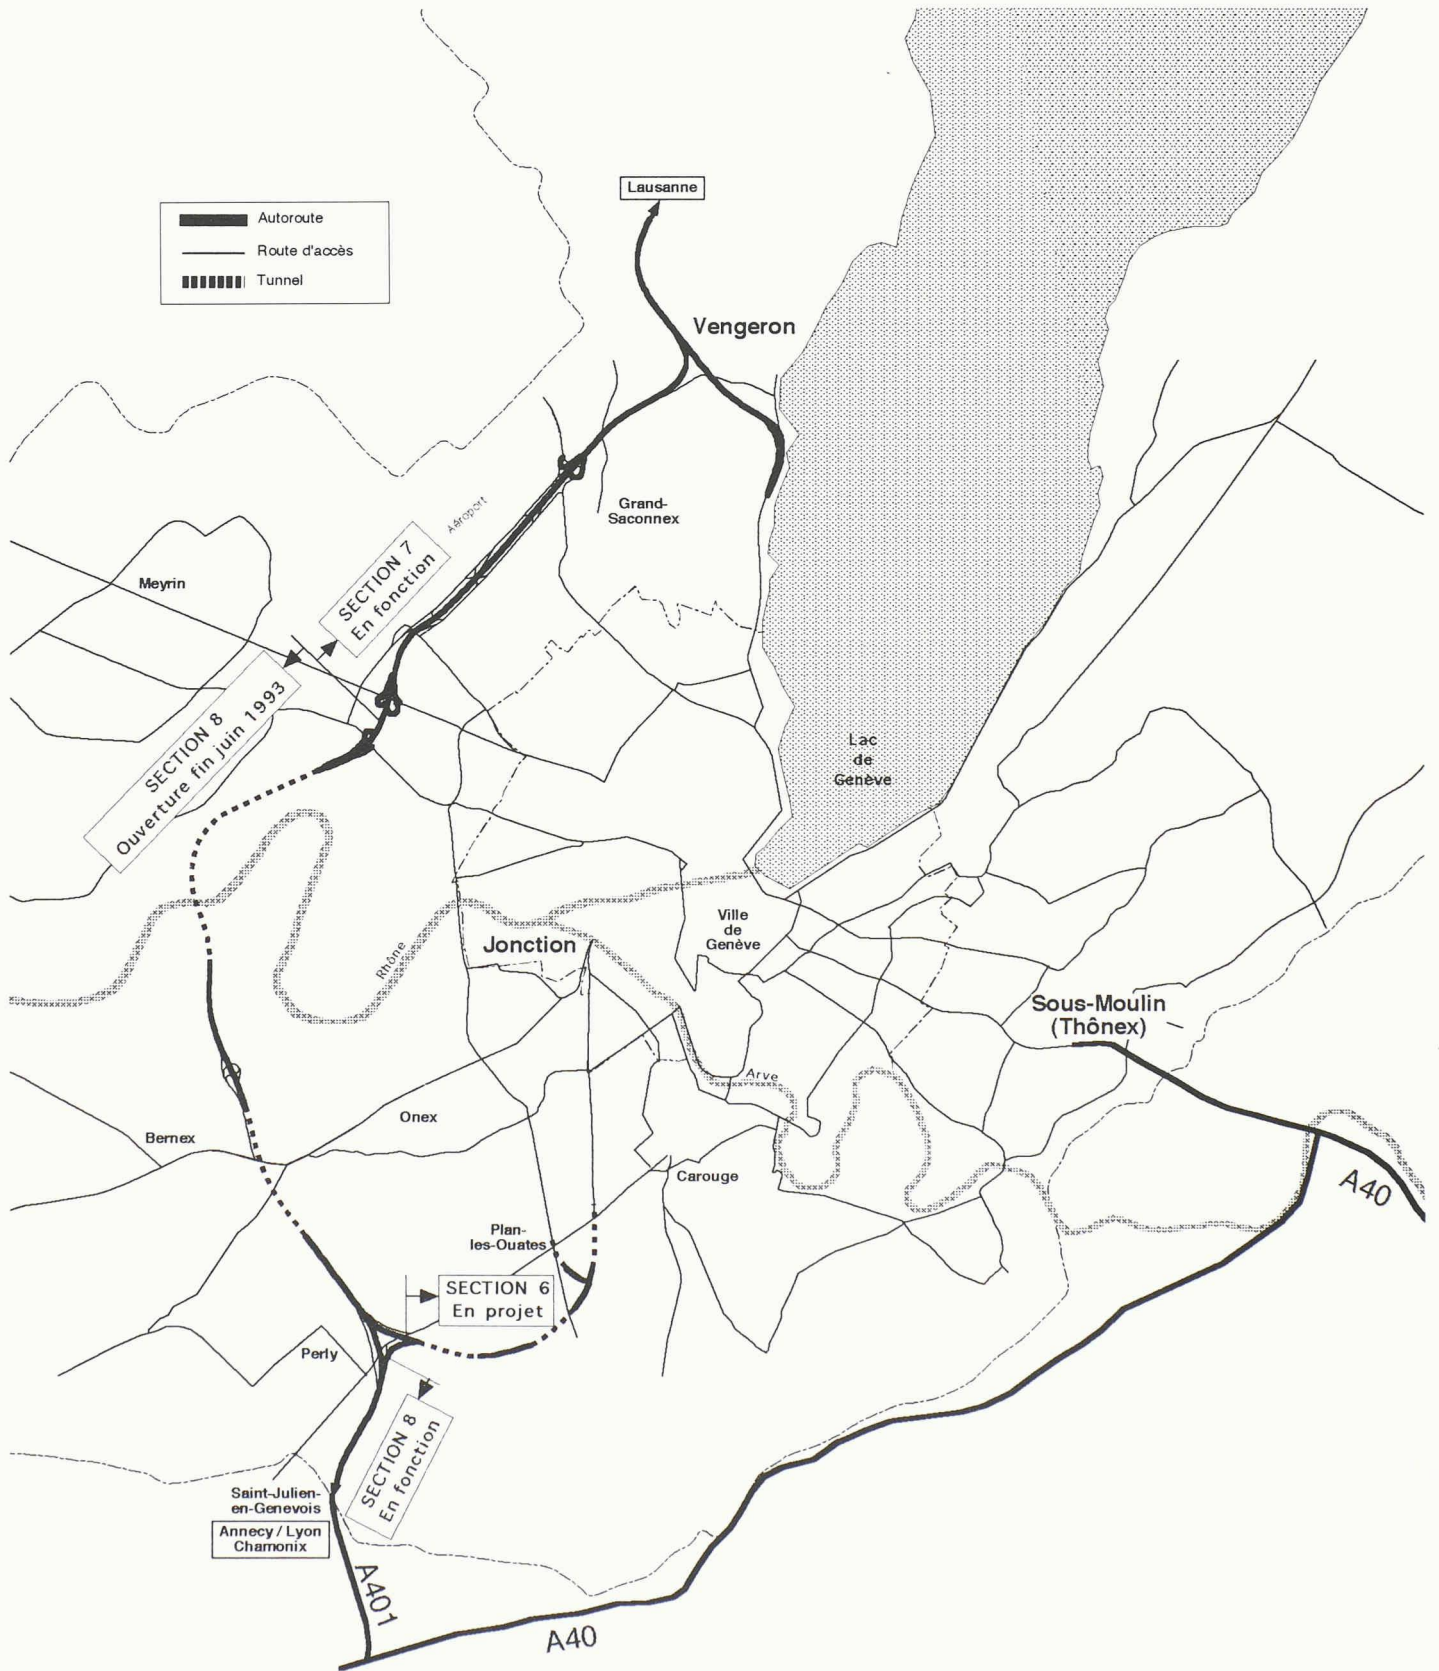 Lausanne
Autoroute
Route d'accès
Tunnel
Vengeron
Grand-
Saconnex
Aéroport
SECTION 7
En fonction
Meyrin
SECTION 8
Ouverture fin juin 1993
Lac
de
Genève
Ville
de
Genève
Jonction
Rhône
Sous-Moulin
(Thônex)
Arve
Onex
Bernex
Carouge
A40
Plan-
les-Ouates
SECTION 6
En projet
Perly
SECTION 8
En fonction
Saint-Julien-
en-Genevois
Annecy / Lyon
Chamonix
A401
A40